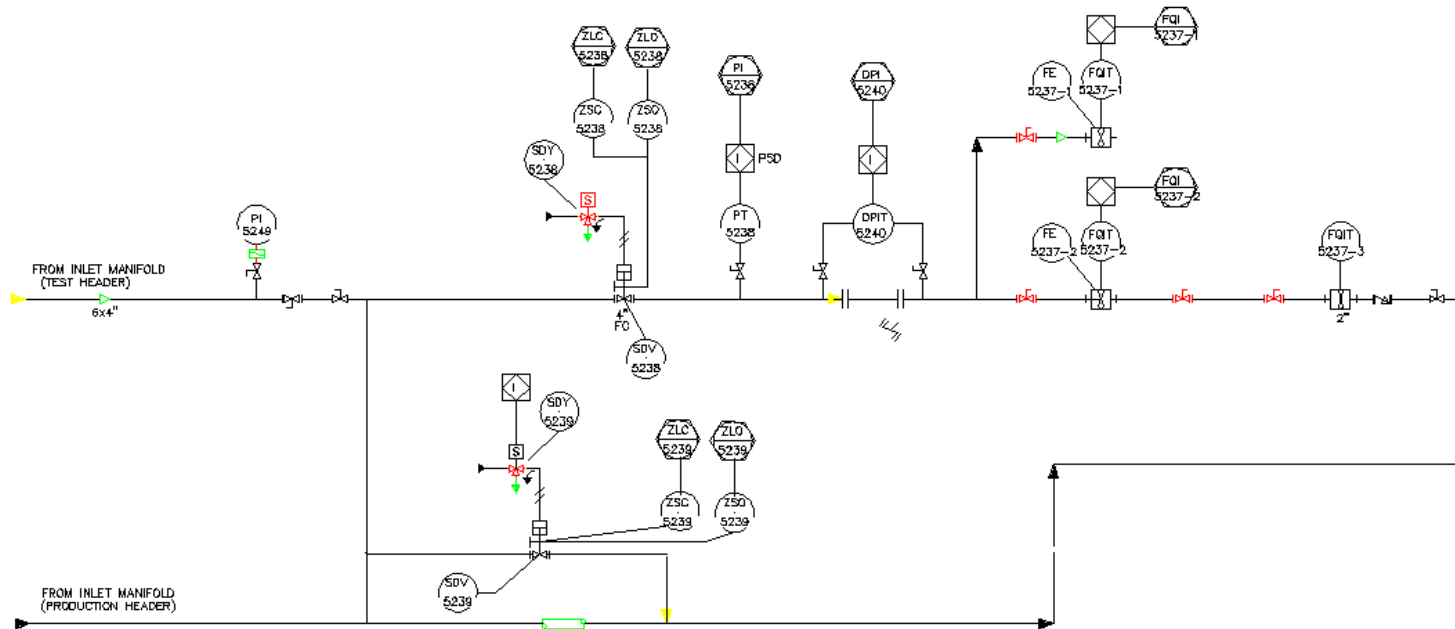 FQI
5237-1
ZLC
5238
ZLO
5238
PI
5238
DPI
5240
FE
5237-1
FQIT
5237-1
ZSC
5238
ZSO
5238
SDY
5238
I
PSD
I
FQI
5237-2
PI
5249
PT
5238
DPIT
5240
S
FE
5237-2
FQIT
5237-2
FQIT
5237-3
FROM INLET MANIFOLD
(TEST HEADER)
6x4"
4"
FC
2"
SDV
5238
I
SDY
5239
S
ZLC
5239
ZLO
5239
ZSC
5239
ZSO
5239
SDV
5239
FROM INLET MANIFOLD
(PRODUCTION HEADER)